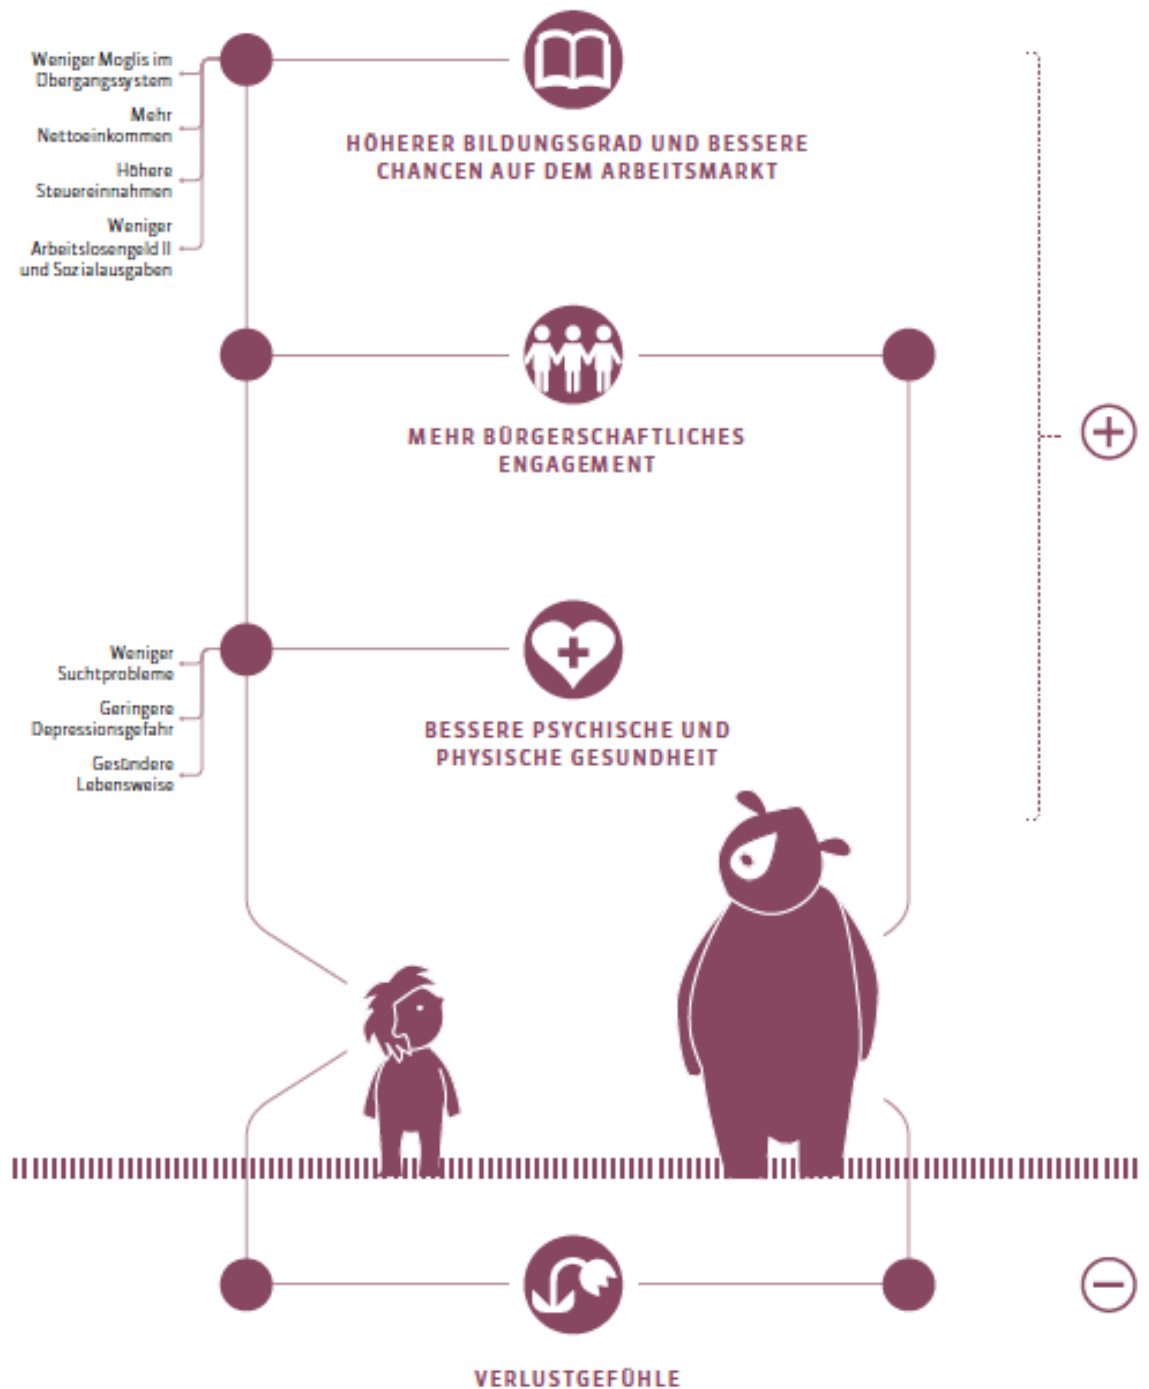 Weniger Moglis im
Übergangssystem
Mehr
Nettoeinkommen
Höhere
Steuereinnahmen
Weniger
Arbeitslosengeld II
und Sozialausgaben
HÖHERER BILDUNGSGRAD UND BESSERE
CHANCEN AUF DEM ARBEITSMARKT
MEHR BÜRGERSCHAFTLICHES
ENGAGEMENT
Weniger
Suchtprobleme
Geringere
Depressionsgefahr
Gesündere
Lebensweise
BESSERE PSYCHISCHE UND
PHYSISCHE GESUNDHEIT
VERLUSTGEFÜHLE